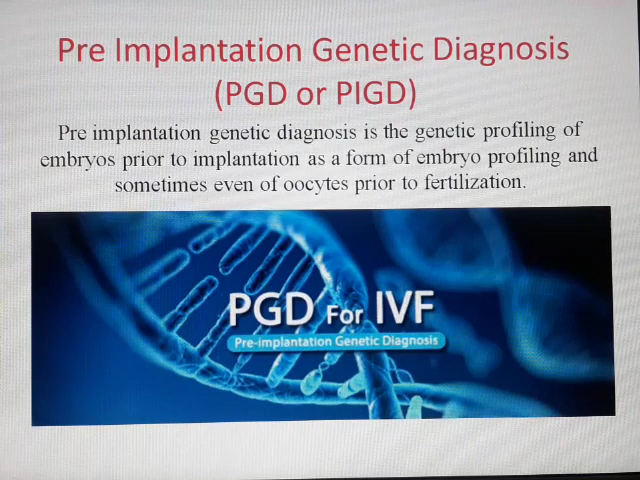 Pre Implantation Genetic Diagnosis
(PGD or PIGD)
Pre implantation genetic diagnosis is the genetic profiling of
embryos prior to implantation as a form of embryo profiling and
sometimes even of oocytes prior to fertilization.
PGD For IVF
Pre-implantation Genetic Diagnosis